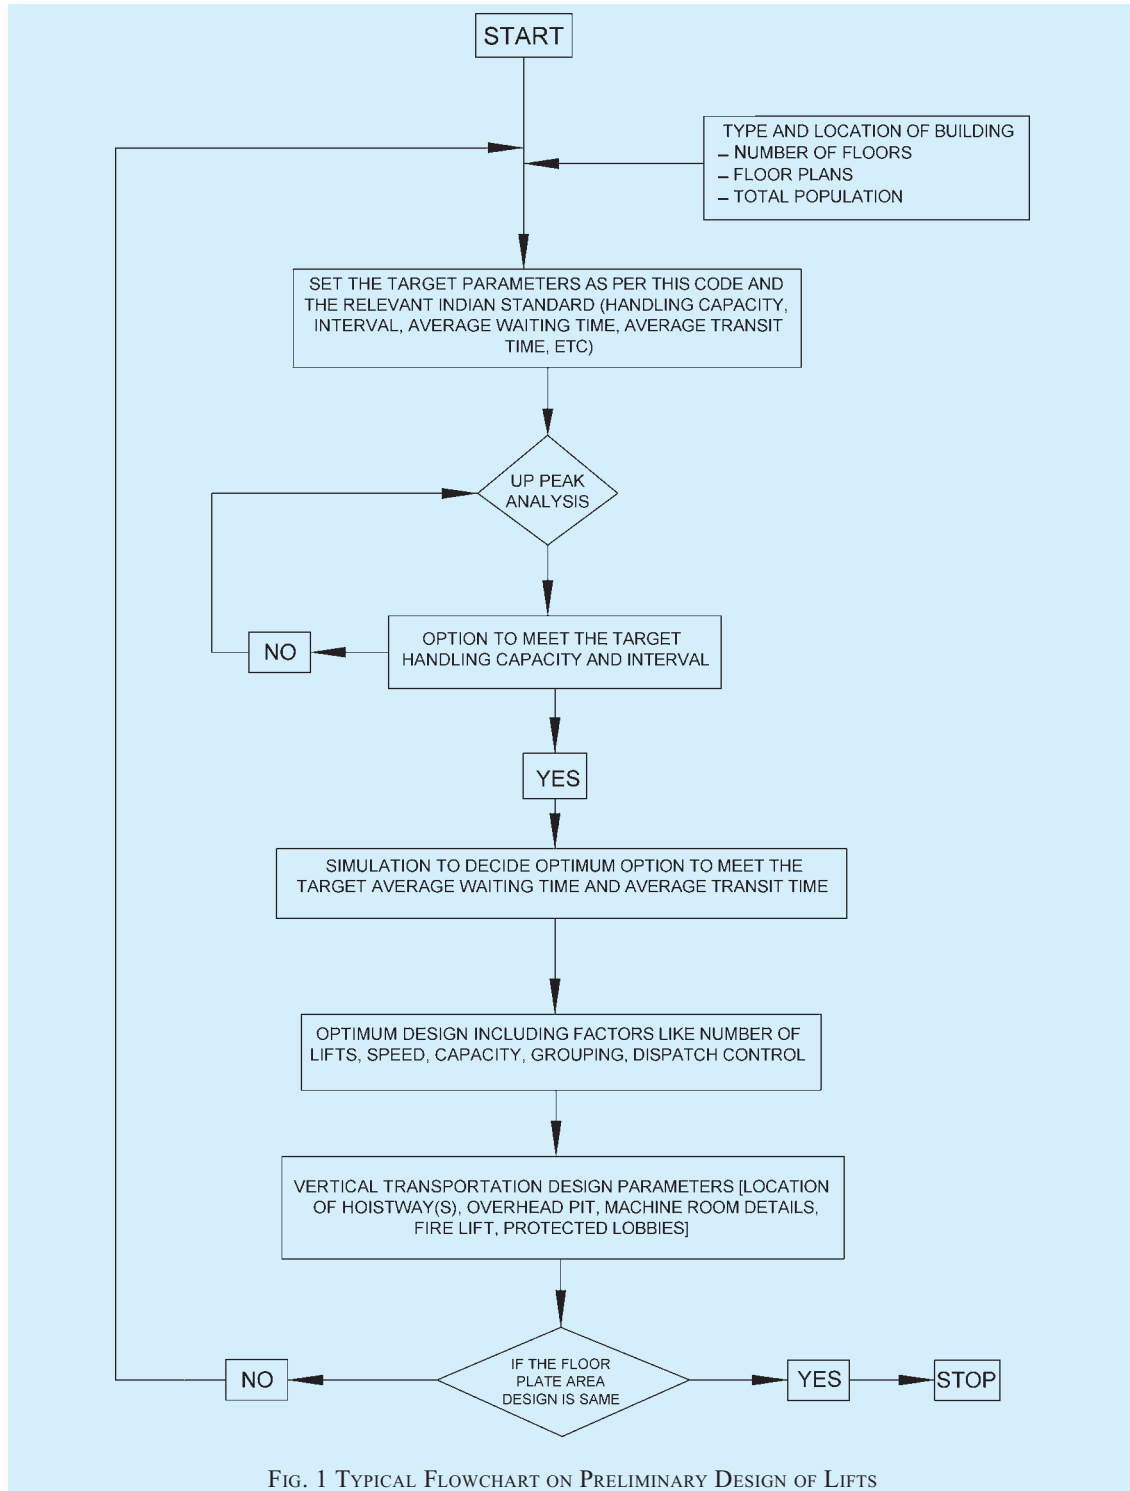 START
TYPE AND LOCATION OF BUILDING
– NUMBER OF FLOORS
– FLOOR PLANS
– TOTAL POPULATION
SET THE TARGET PARAMETERS AS PER THIS CODE AND
THE RELEVANT INDIAN STANDARD (HANDLING CAPACITY,
INTERVAL, AVERAGE WAITING TIME, AVERAGE TRANSIT
TIME, ETC)
UP PEAK
ANALYSIS
OPTION TO MEET THE TARGET
HANDLING CAPACITY AND INTERVAL
NO
YES
SIMULATION TO DECIDE OPTIMUM OPTION TO MEET THE
TARGET AVERAGE WAITING TIME AND AVERAGE TRANSIT TIME
OPTIMUM DESIGN INCLUDING FACTORS LIKE NUMBER OF
LIFTS, SPEED, CAPACITY, GROUPING, DISPATCH CONTROL
VERTICAL TRANSPORTATION DESIGN PARAMETERS [LOCATION
OF HOISTWAY(S), OVERHEAD PIT, MACHINE ROOM DETAILS,
FIRE LIFT, PROTECTED LOBBIES]
IF THE FLOOR
PLATE AREA
DESIGN IS SAME
NO
YES
STOP
FIG. 1 TYPICAL FLOWCHART ON PRELIMINARY DESIGN OF LIFTS